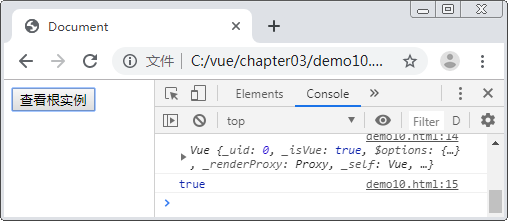 Document
文件 C:/vue/chapter03/demo10....
查看根实例
Elements Console
top Filter D
demo10.html:14
Vue {_uid: 0, _isVue: true, $options: {…}
, _renderProxy: Proxy, _self: Vue, …}
true demo10.html:15